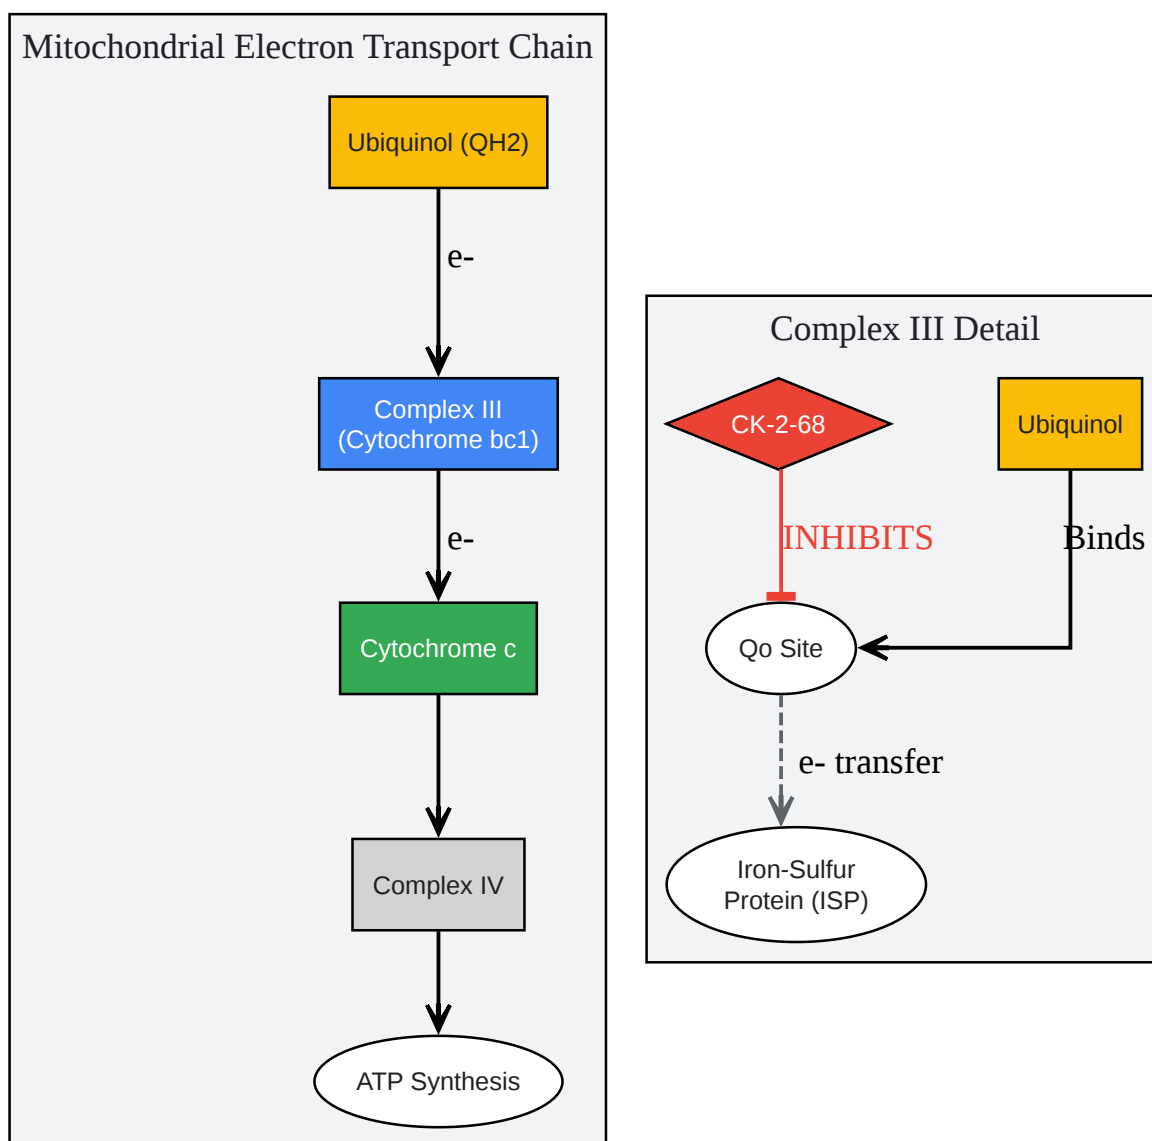 Mitochondrial Electron Transport Chain
Ubiquinol (QH2)
e-
Complex III
(Cytochrome bc1)
e-
Cytochrome c
Complex IV
ATP Synthesis
Complex III Detail
CK-2-68
Ubiquinol
INHIBITS
Binds
Qo Site
e- transfer
Iron-Sulfur
Protein (ISP)